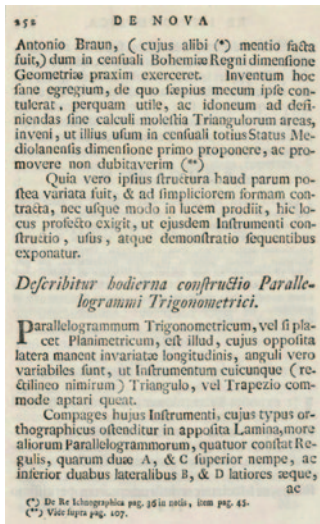 252 DE NOVA
Antonio Braun, ( cujus alibi (*) mentio facta
fuit,) dum in censuali Bohemiæ Regni dimensione
Geometriæ praxim exerceret. Inventum hoc
sane egregium, de quo sæpius mecum ipse con-
tulerat, perquam utile, ac idoneum ad defi-
niendas sine calculi molestia Triangulorum areas,
inveni, ut illius usum in censuali totius Status Me-
diolanensis dimensione primo proponere, ac pro-
movere non dubitaverim (**)
Quia vero ipsius structura haud parum po-
stea variata fuit, & ad simpliciorem formam con-
tracta, nec usque modo in lucem prodiit, hic lo-
cus profecto exigit, ut ejusdem Instrumenti con-
structio, usus, atque demonstratio sequentibus
exponatur.
Describitur hodierna constructio Paralle-
logrammi Trigonometrici.
Parallelogrammum Trigonometricum, vel si pla-
cet Planimetricum, est illud, cujus opposita
latera manent invariatæ longitudinis, anguli vero
variabiles sunt, ut Instrumentum cuicunque ( re-
ctilineo nimirum ) Triangulo, vel Trapezio com-
mode aptari queat.
Compages hujus Instrumenti, cujus typus or-
thographicus ostenditur in apposita Lamina, more
aliorum Parallelogrammorum, quatuor constat Re-
gulis, quarum duæ A, & C superior nempe, ac
inferior duabus lateralibus B, & D latiores æque,
ac
(*) De Re Ichnographica pag. 36 in notis, item pag. 45.
(**) Vide supra pag. 107.